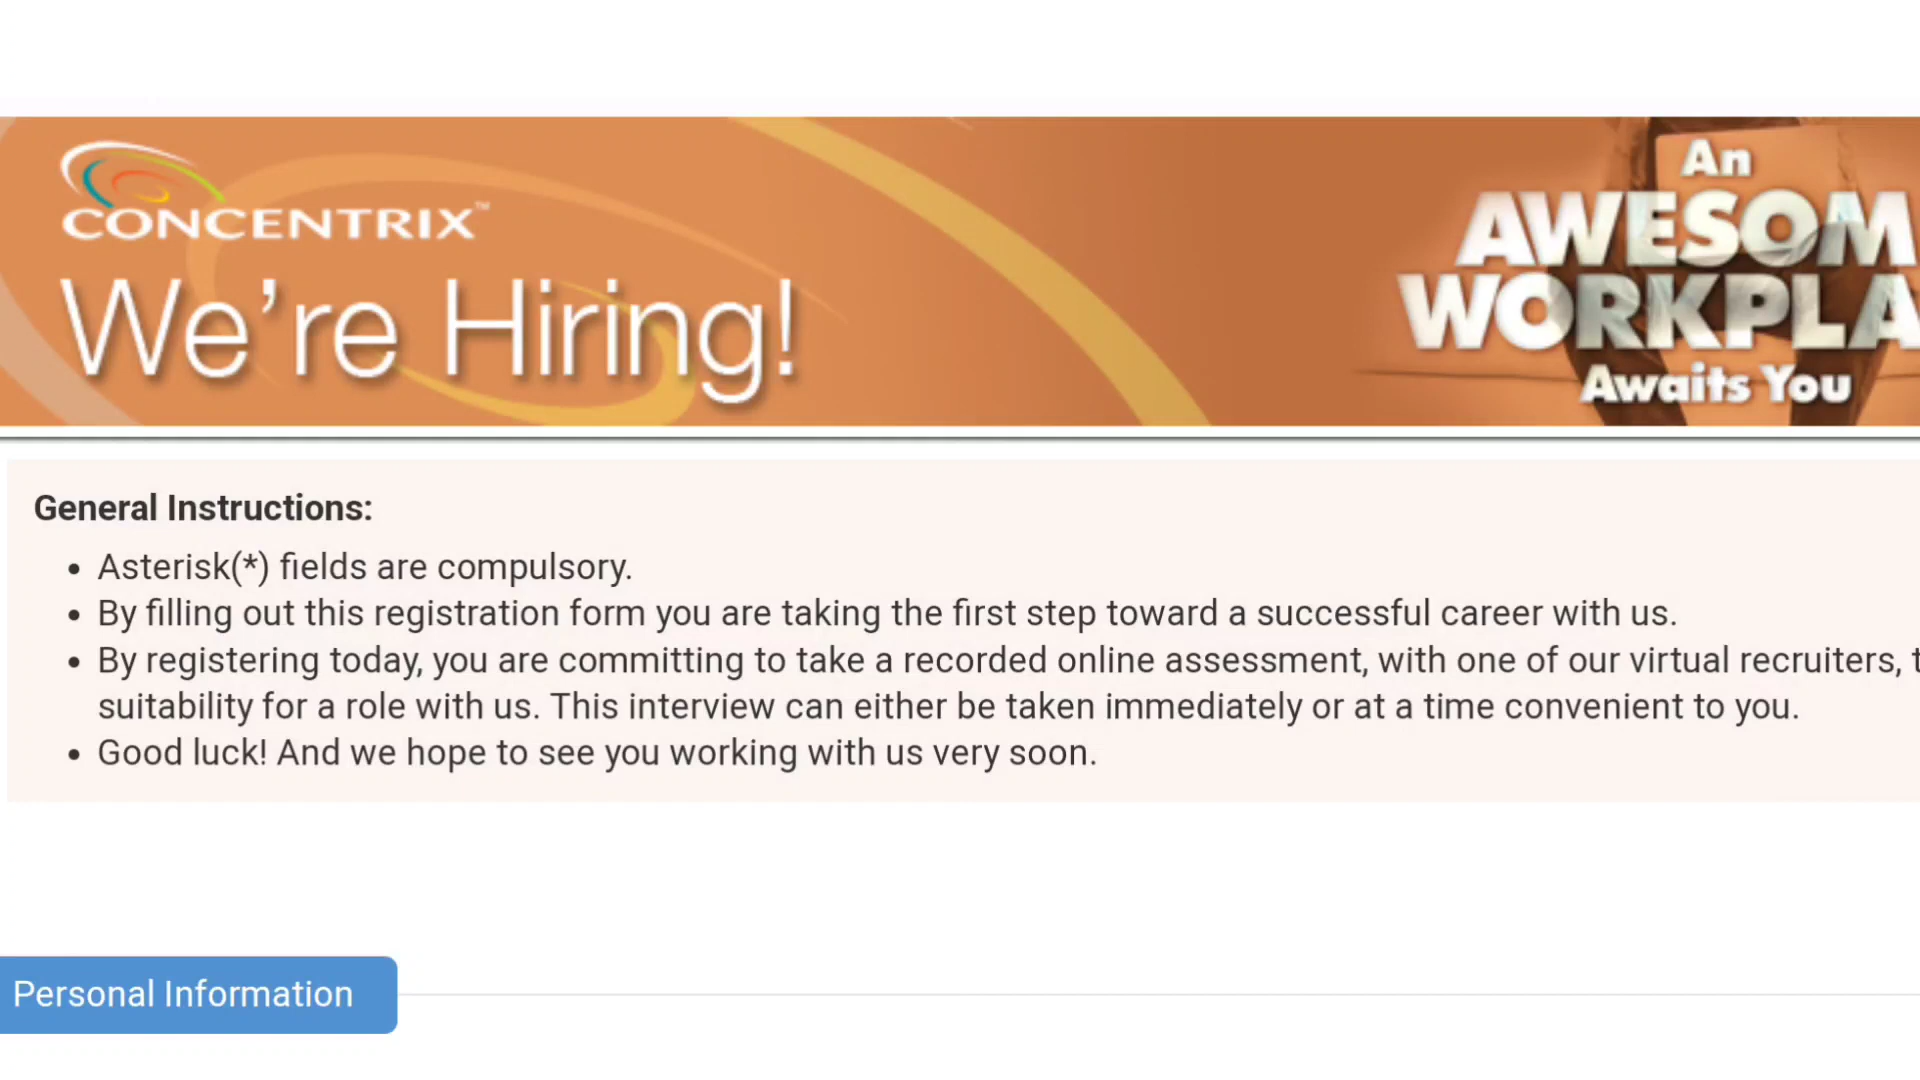 CONCENTRIX™
We're Hiring!
An
AWESOM
WORKPLA
Awaits You
General Instructions:
• Asterisk(*) fields are compulsory.
• By filling out this registration form you are taking the first step toward a successful career with us.
• By registering today, you are committing to take a recorded online assessment, with one of our virtual recruiters, t
suitability for a role with us. This interview can either be taken immediately or at a time convenient to you.
• Good luck! And we hope to see you working with us very soon.
Personal Information